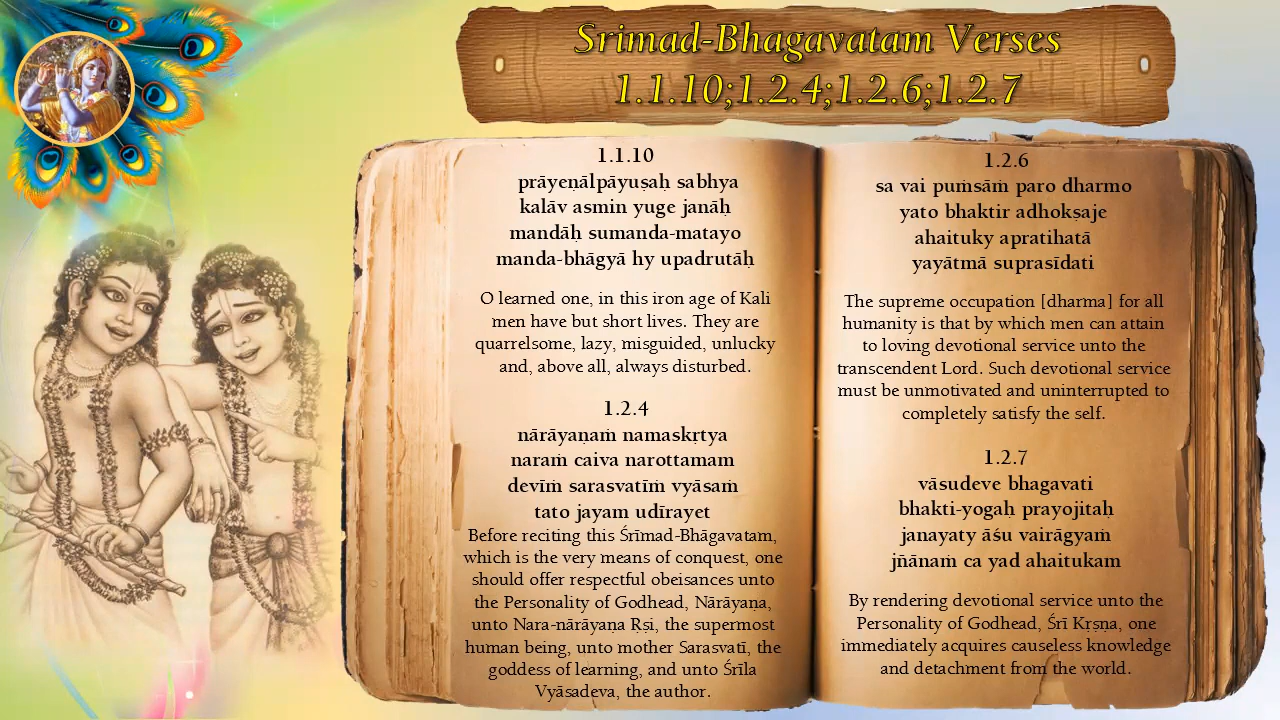 Srimad-Bhagavatam Verses
1.1.10;1.2.4;1.2.6;1.2.7
1.1.10
prāyeṇālpāyuṣaḥ sabhya
kalāv asmin yuge janāḥ
mandāḥ sumanda-matayo
manda-bhāgyā hy upadrutāḥ
O learned one, in this iron age of Kali
men have but short lives. They are
quarrelsome, lazy, misguided, unlucky
and, above all, always disturbed.
1.2.4
nārāyaṇaṁ namaskṛtya
naraṁ caiva narottamam
devīṁ sarasvatīṁ vyāsaṁ
tato jayam udīrayet
Before reciting this Śrīmad-Bhāgavatam,
which is the very means of conquest, one
should offer respectful obeisances unto
the Personality of Godhead, Nārāyaṇa,
unto Nara-nārāyaṇa Ṛṣi, the supermost
human being, unto mother Sarasvatī, the
goddess of learning, and unto Śrīla
Vyāsadeva, the author.
1.2.6
sa vai puṁsāṁ paro dharmo
yato bhaktir adhokṣaje
ahaituky apratihatā
yayātmā suprasīdati
The supreme occupation [dharma] for all
humanity is that by which men can attain
to loving devotional service unto the
transcendent Lord. Such devotional service
must be unmotivated and uninterrupted to
completely satisfy the self.
1.2.7
vāsudeve bhagavati
bhakti-yogaḥ prayojitaḥ
janayaty āśu vairāgyaṁ
jñānaṁ ca yad ahaitukam
By rendering devotional service unto the
Personality of Godhead, Śrī Kṛṣṇa, one
immediately acquires causeless knowledge
and detachment from the world.